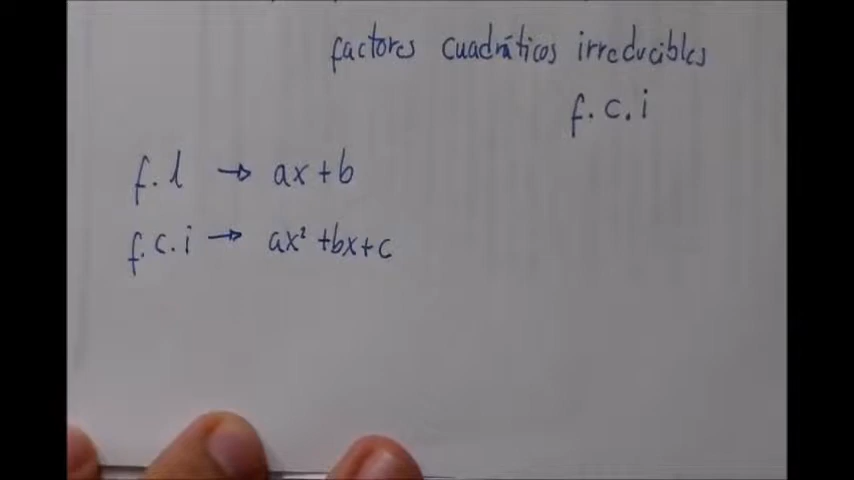 factores cuadráticos irreducibles
f.c.i
f.l → ax+b
f.c.i → ax²+bx+c